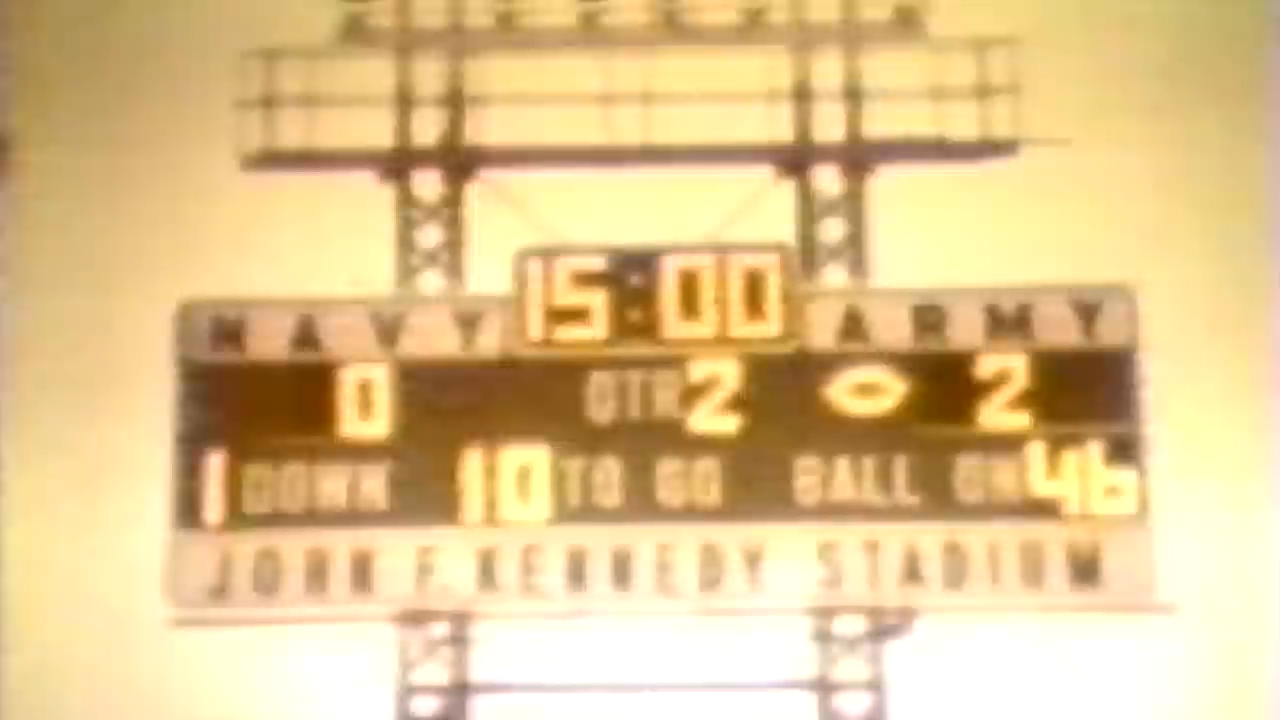 15:00
NAVY ARMY
0 QTR 2 2
1 DOWN 10 TO GO BALL ON 46
JOHN F KENNEDY STADIUM